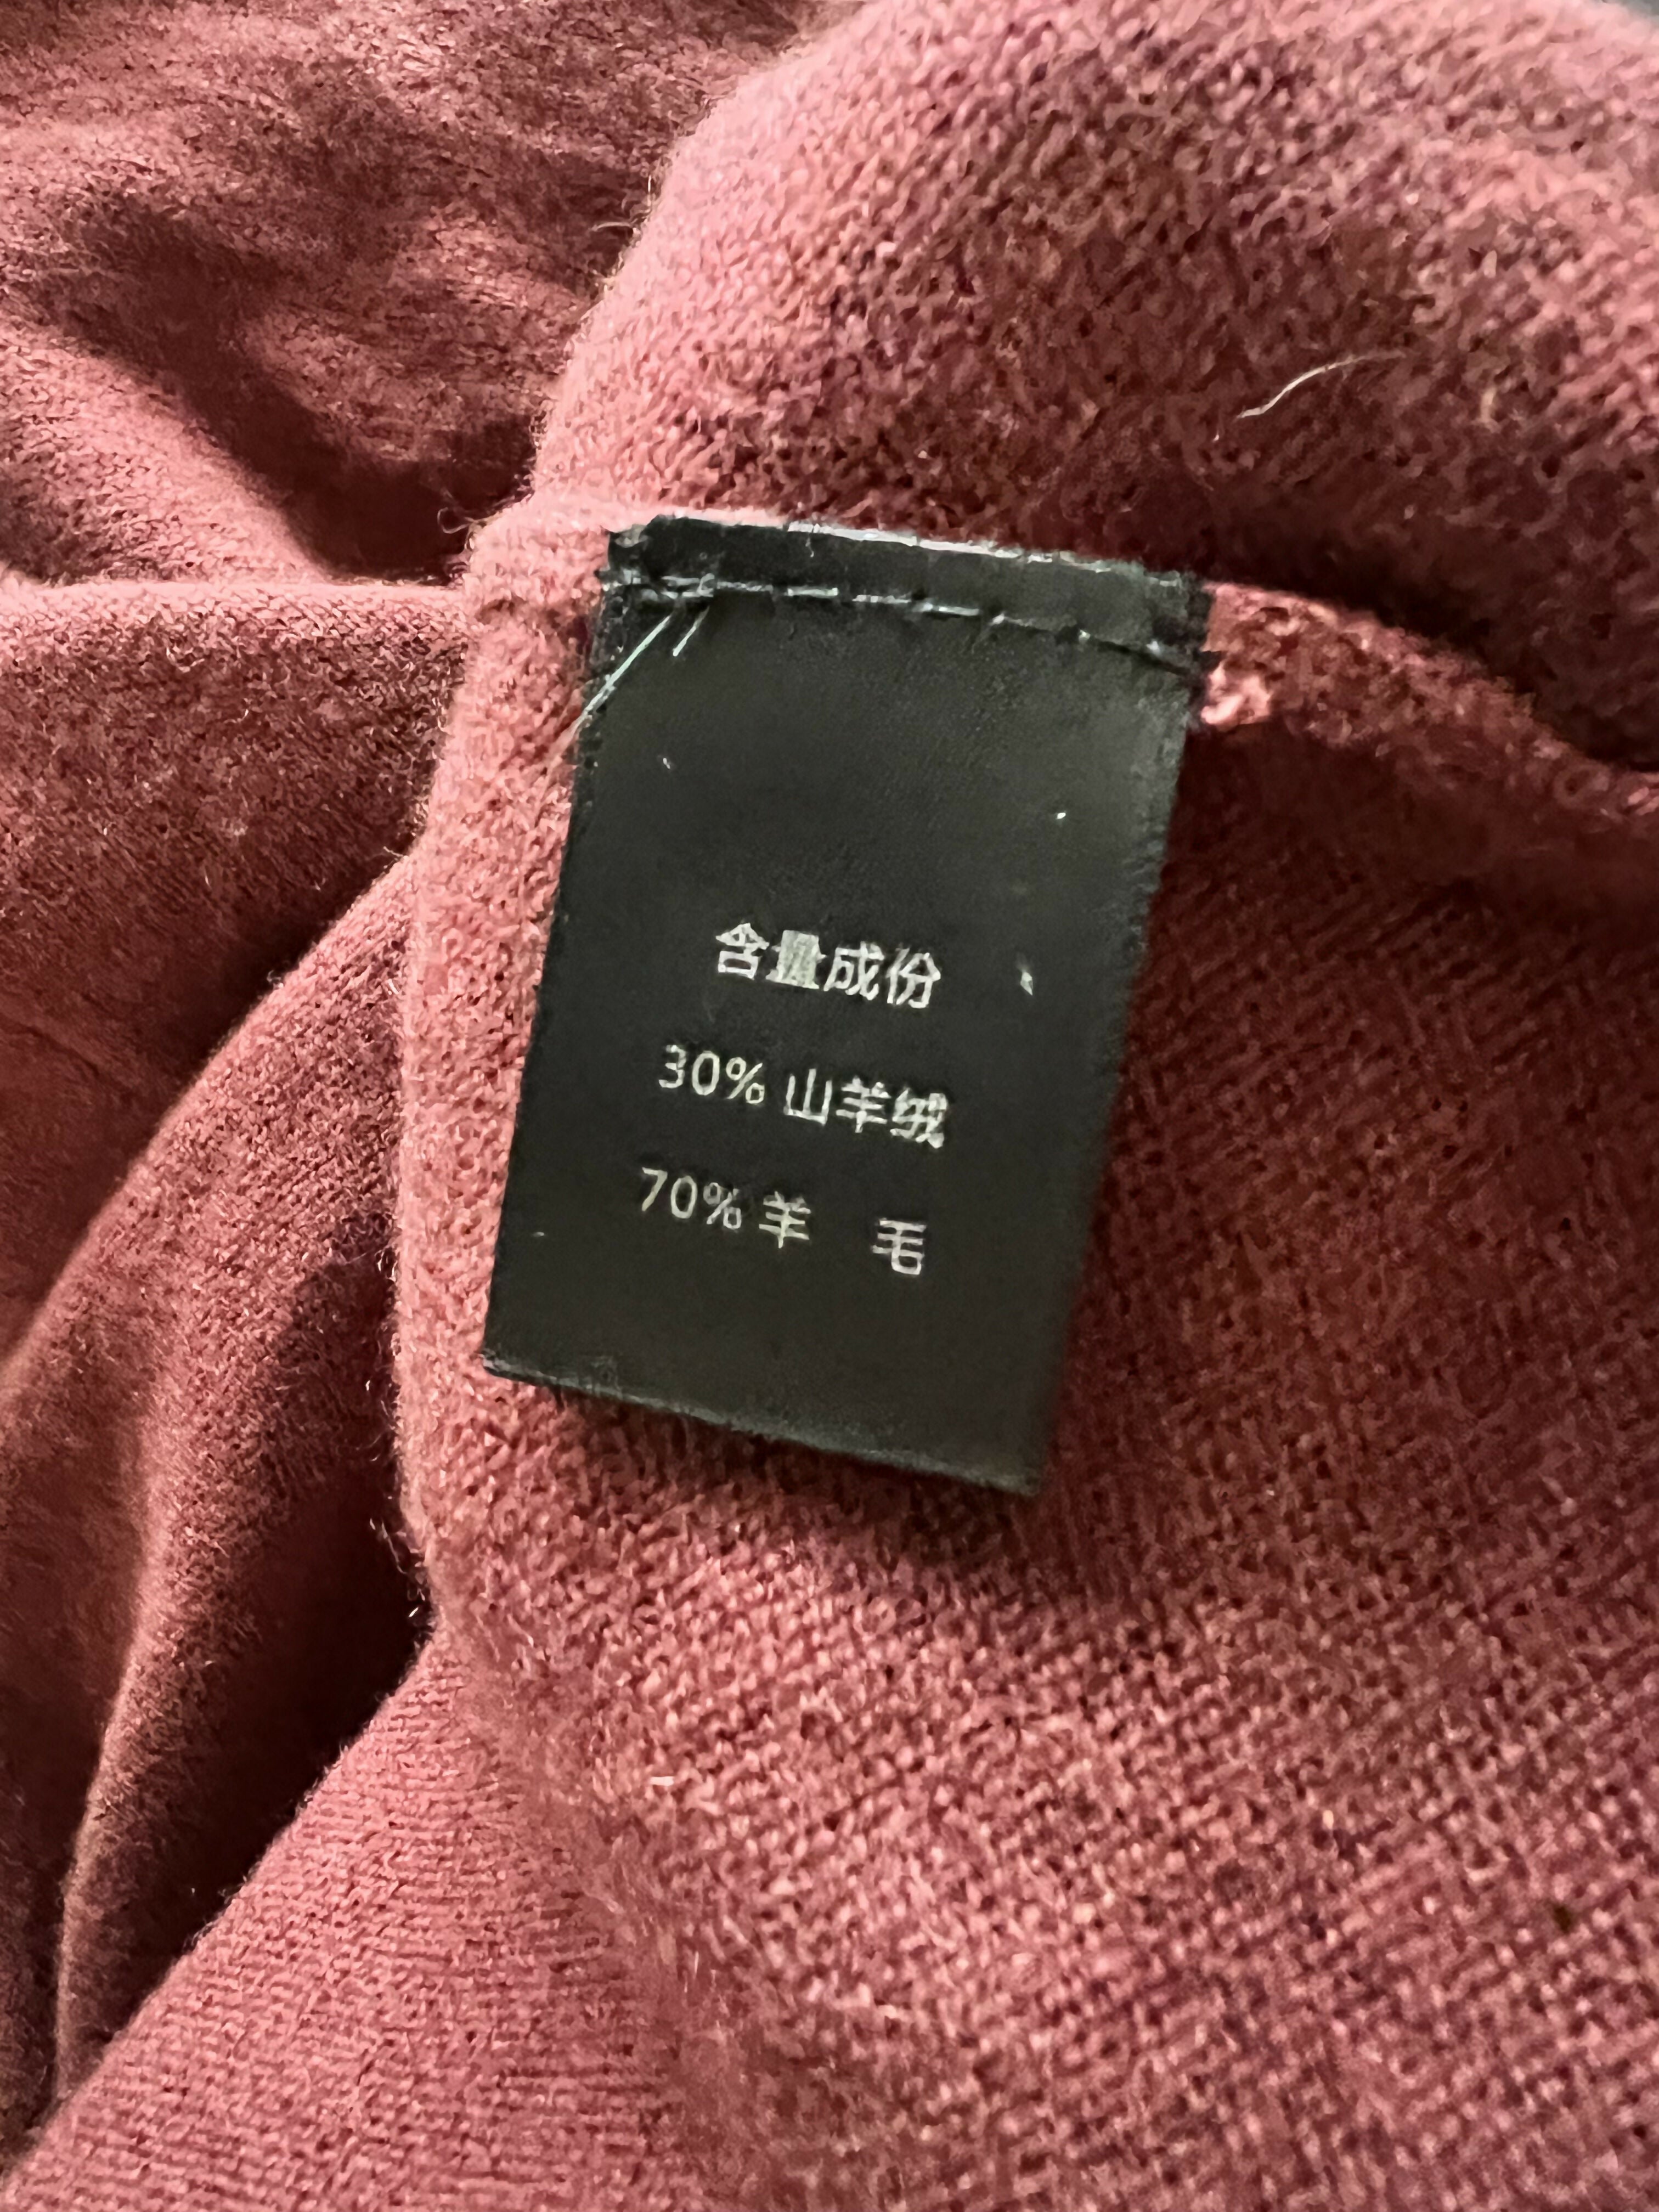 含量成份
30% 山羊绒
70% 羊 毛